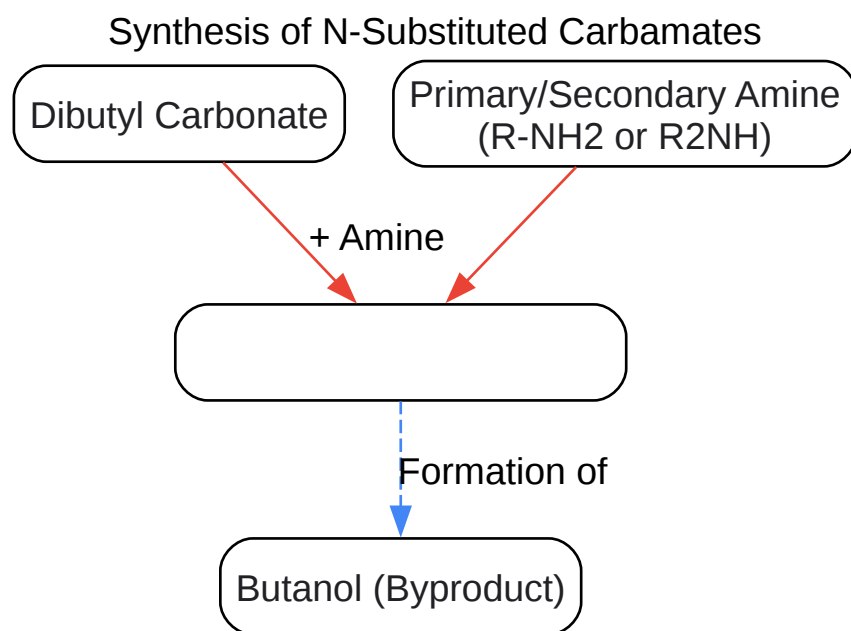 Synthesis of N-Substituted Carbamates
Dibutyl Carbonate
Primary/Secondary Amine
(R-NH2 or R2NH)
+ Amine
Formation of
Butanol (Byproduct)